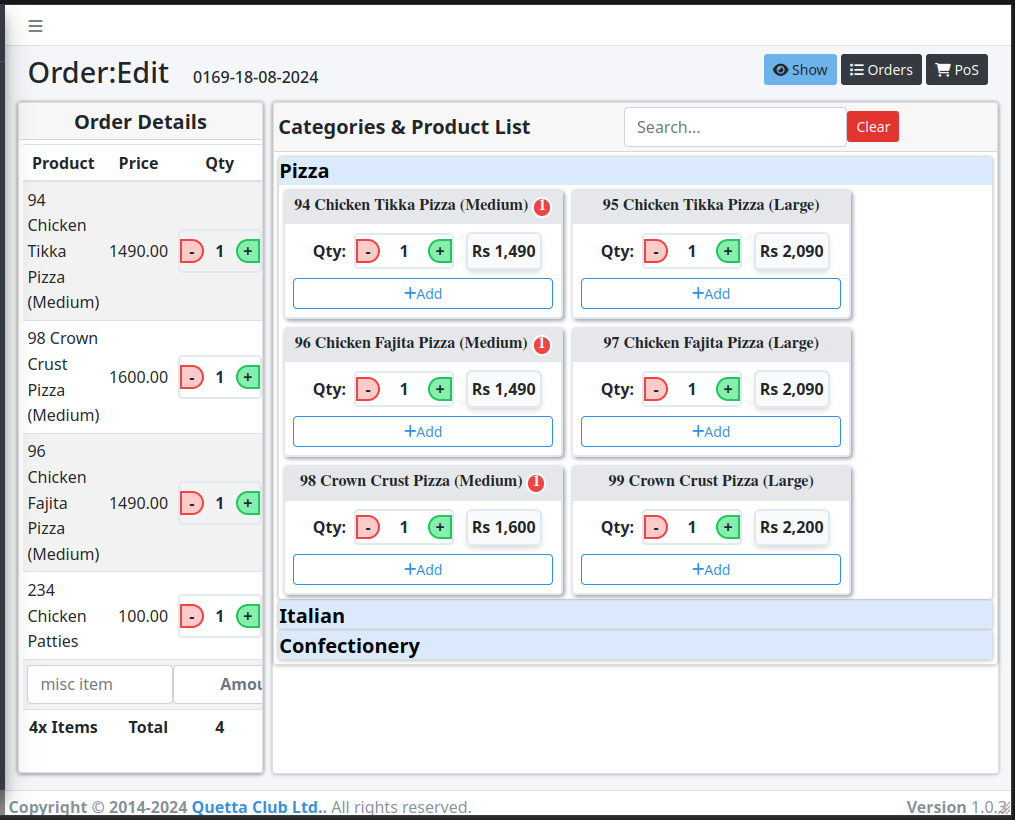 Order:Edit 0169-18-08-2024 Show Orders PoS
Order Details
Product Price Qty
94
Chicken
Tikka
Pizza
(Medium)
1490.00 - 1 +
98 Crown
Crust
Pizza
(Medium)
1600.00 - 1 +
96
Chicken
Fajita
Pizza
(Medium)
1490.00 - 1 +
234
Chicken
Patties
100.00 - 1 +
misc item Amou
4x Items Total 4
Categories & Product List Search... Clear
Pizza
94 Chicken Tikka Pizza (Medium) 1
Qty: - 1 + Rs 1,490
+Add
95 Chicken Tikka Pizza (Large)
Qty: - 1 + Rs 2,090
+Add
96 Chicken Fajita Pizza (Medium) 1
Qty: - 1 + Rs 1,490
+Add
97 Chicken Fajita Pizza (Large)
Qty: - 1 + Rs 2,090
+Add
98 Crown Crust Pizza (Medium) 1
Qty: - 1 + Rs 1,600
+Add
99 Crown Crust Pizza (Large)
Qty: - 1 + Rs 2,200
+Add
Italian
Confectionery
Copyright © 2014-2024 Quetta Club Ltd.. All rights reserved. Version 1.0.3